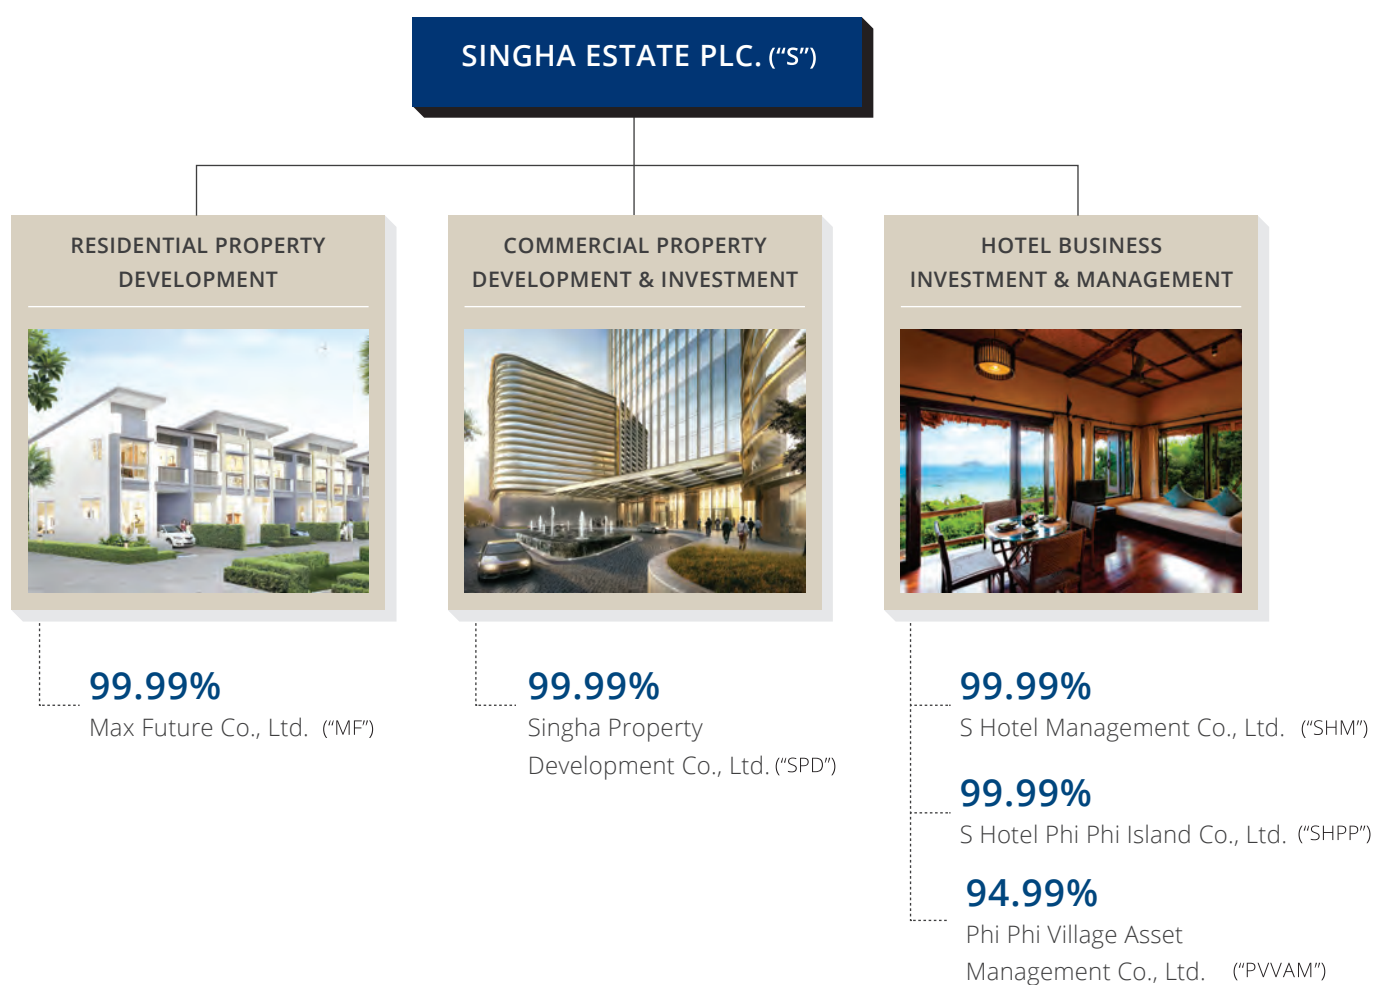 SINGHA ESTATE PLC. (“S”)
RESIDENTIAL PROPERTY
DEVELOPMENT
99.99%
Max Future Co., Ltd. (“MF”)
COMMERCIAL PROPERTY
DEVELOPMENT & INVESTMENT
99.99%
Singha Property
Development Co., Ltd. (“SPD”)
HOTEL BUSINESS
INVESTMENT & MANAGEMENT
99.99%
S Hotel Management Co., Ltd. (“SHM”)
99.99%
S Hotel Phi Phi Island Co., Ltd. (“SHPP”)
94.99%
Phi Phi Village Asset
Management Co., Ltd. (“PVVAM”)